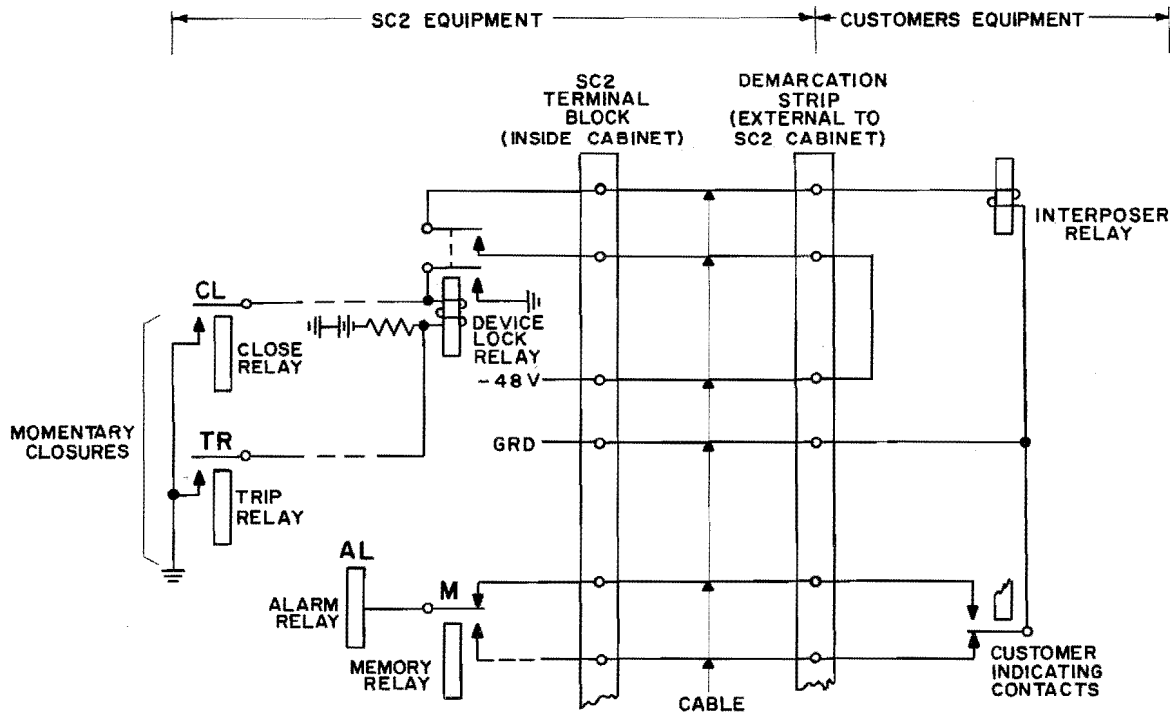 SC2 EQUIPMENT
CUSTOMERS EQUIPMENT
SC2
TERMINAL
BLOCK
(INSIDE CABINET)
DEMARCATION
STRIP
(EXTERNAL TO
SC2 CABINET)
INTERPOSER
RELAY
CL
CLOSE
RELAY
DEVICE
LOCK
RELAY
-48V
MOMENTARY
CLOSURES
TR
TRIP
RELAY
GRD
AL
ALARM
RELAY
M
MEMORY
RELAY
CUSTOMER
INDICATING
CONTACTS
CABLE